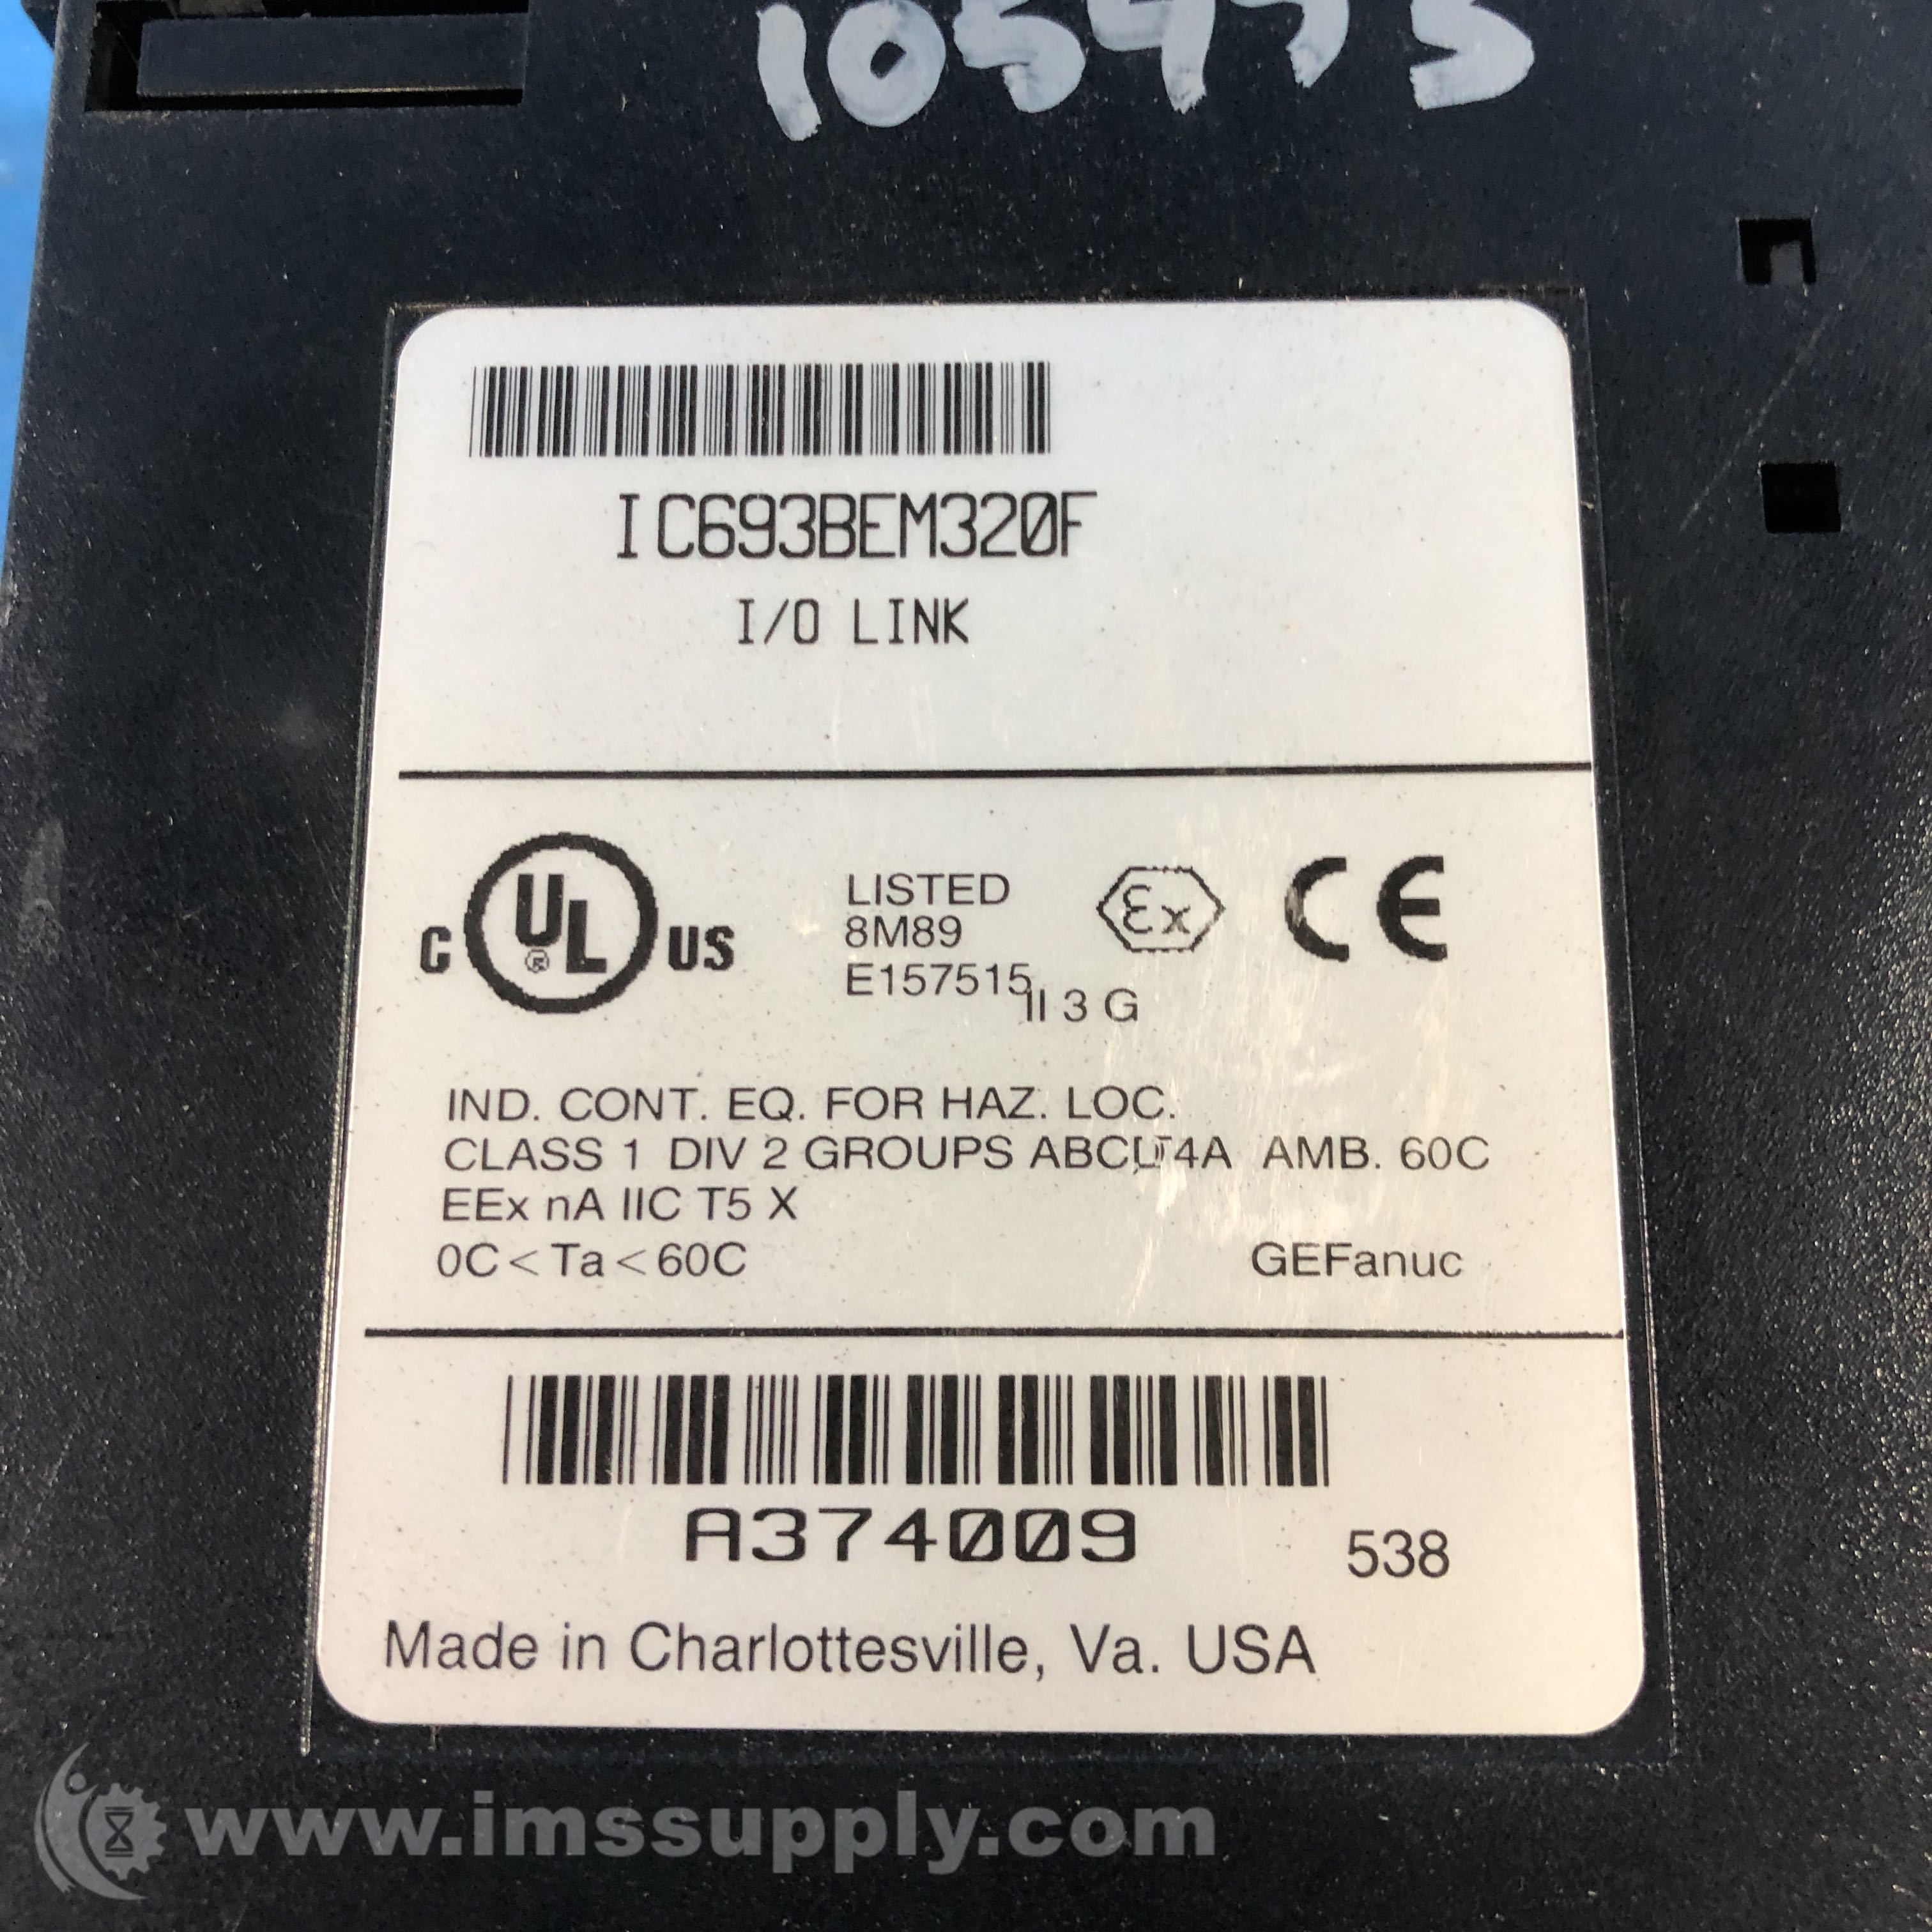 IC693BEM320F
I/O LINK
C UL® US
LISTED
8M89
E157515
Ex
CE
II 3 G
IND. CONT. EQ. FOR HAZ. LOC.
CLASS 1 DIV 2 GROUPS ABCD T4A AMB. 60C
EEx nA IIC T5 X
0C < Ta < 60C
GEFanuc
A374009
538
Made in Charlottesville, Va. USA
www.imssupply.com